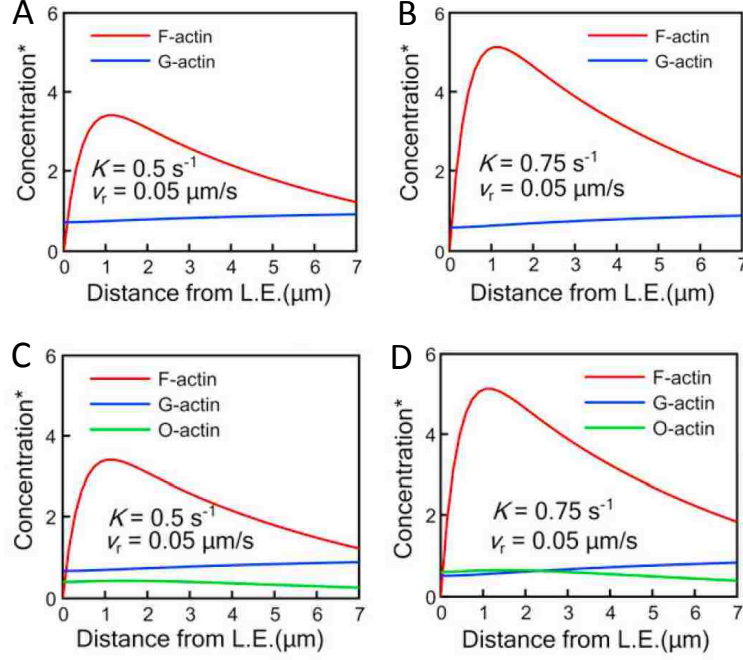 A
Concentration*
6
4
2
0
F-actin
G-actin
K = 0.5 s⁻¹
vr = 0.05 µm/s
0 1 2 3 4 5 6 7
Distance from L.E.(µm)
B
Concentration*
6
4
2
0
F-actin
G-actin
K = 0.75 s⁻¹
vr = 0.05 µm/s
0 1 2 3 4 5 6 7
Distance from L.E.(µm)
C
Concentration*
6
4
2
0
F-actin
G-actin
O-actin
K = 0.5 s⁻¹
vr = 0.05 µm/s
0 1 2 3 4 5 6 7
Distance from L.E.(µm)
D
Concentration*
6
4
2
0
F-actin
G-actin
O-actin
K = 0.75 s⁻¹
vr = 0.05 µm/s
0 1 2 3 4 5 6 7
Distance from L.E.(µm)